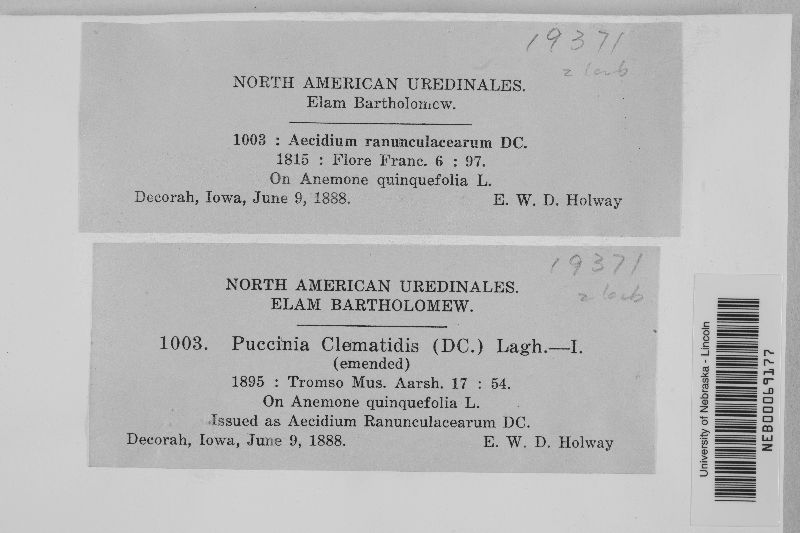 19371
NORTH AMERICAN UREDINALES.
Elam Bartholomew.
1003 : Aecidium ranunculacearum DC.
1815 : Flore Franc. 6 : 97.
On Anemone quinquefolia L.
Decorah, Iowa, June 9, 1888. E. W. D. Holway
19371
NORTH AMERICAN UREDINALES.
ELAM BARTHOLOMEW.
1003. Puccinia Clematidis (DC.) Lagh.—I.
(emended)
1895 : Tromso Mus. Aarsh. 17 : 54.
On Anemone quinquefolia L.
Issued as Aecidium Ranunculacearum DC.
Decorah, Iowa, June 9, 1888. E. W. D. Holway
University of Nebraska - Lincoln
NEB00069177